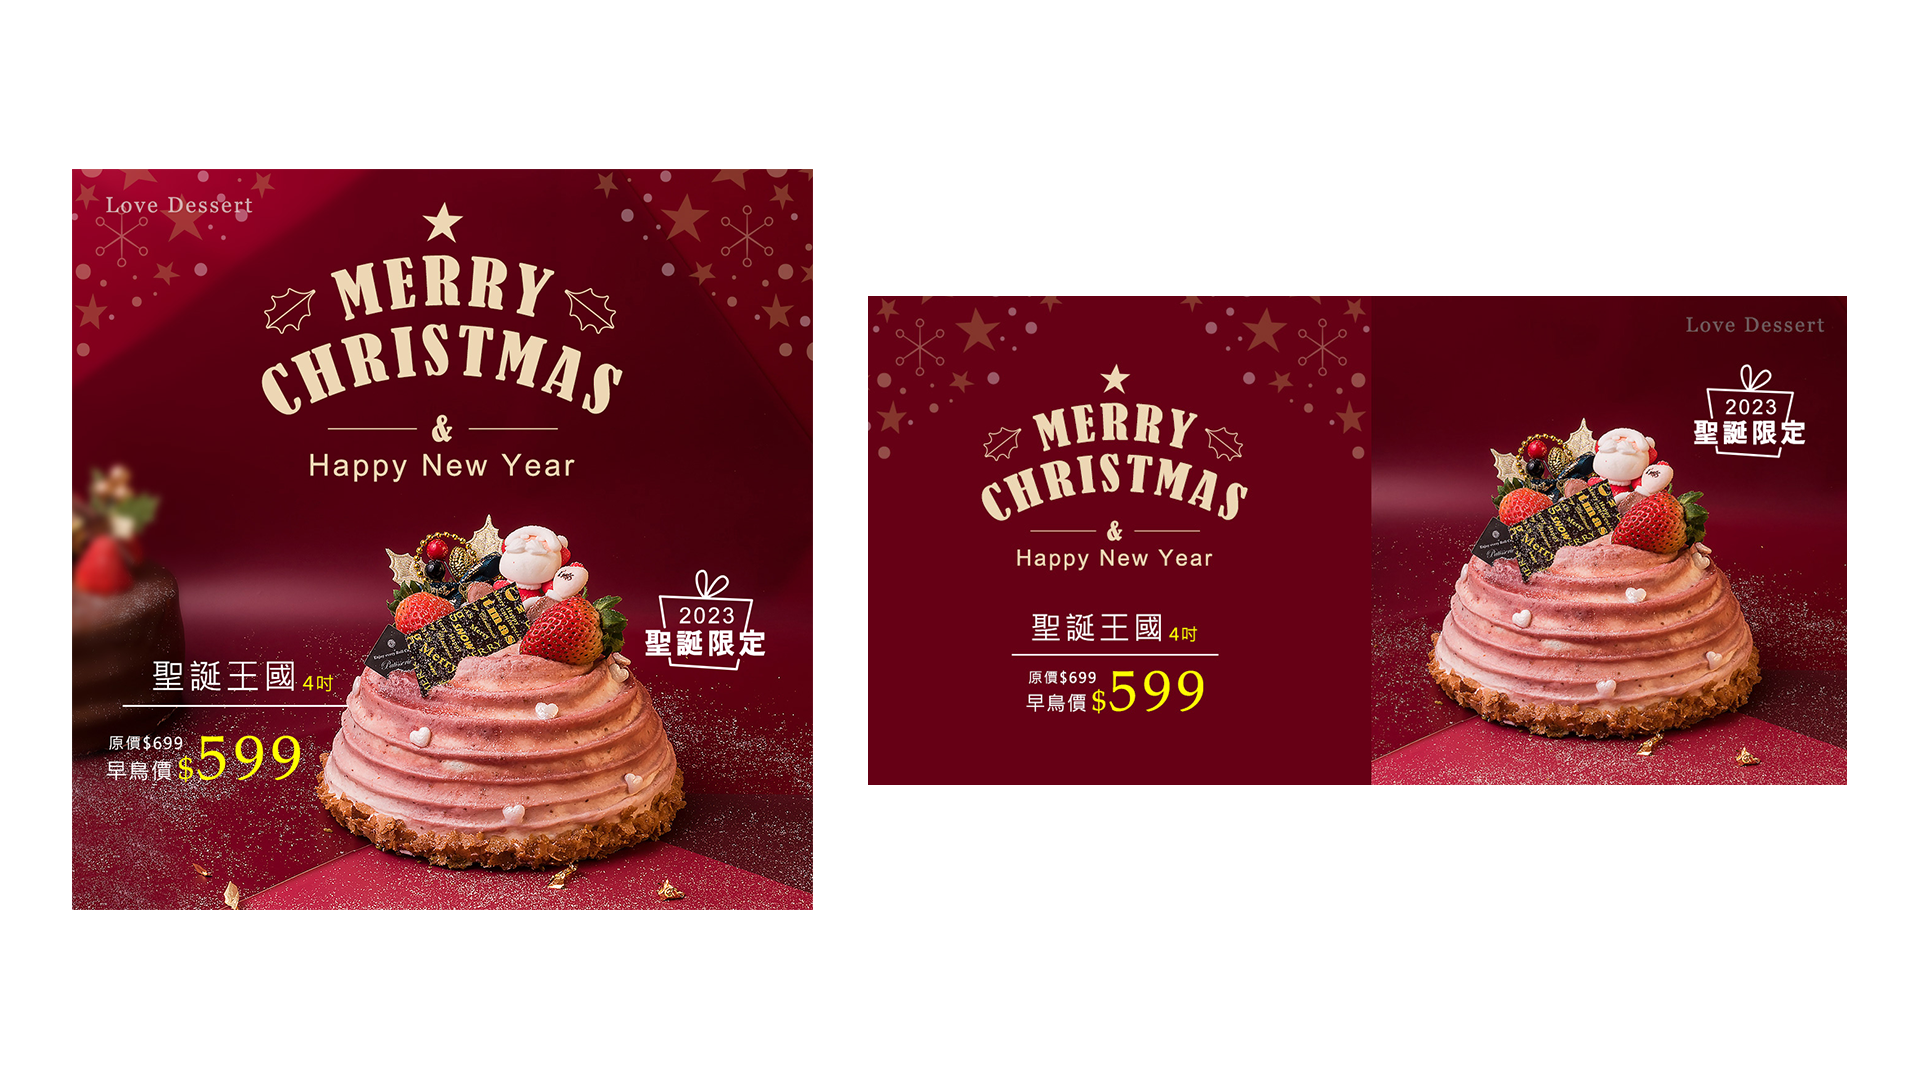 Love Dessert
MERRY
CHRISTMAS
&
Happy New Year
2023
聖誕限定
聖誕王國 4吋
原價$699
早鳥價 $599
Love Dessert
2023
聖誕限定
MERRY
CHRISTMAS
&
Happy New Year
聖誕王國 4吋
原價$699
早鳥價 $599